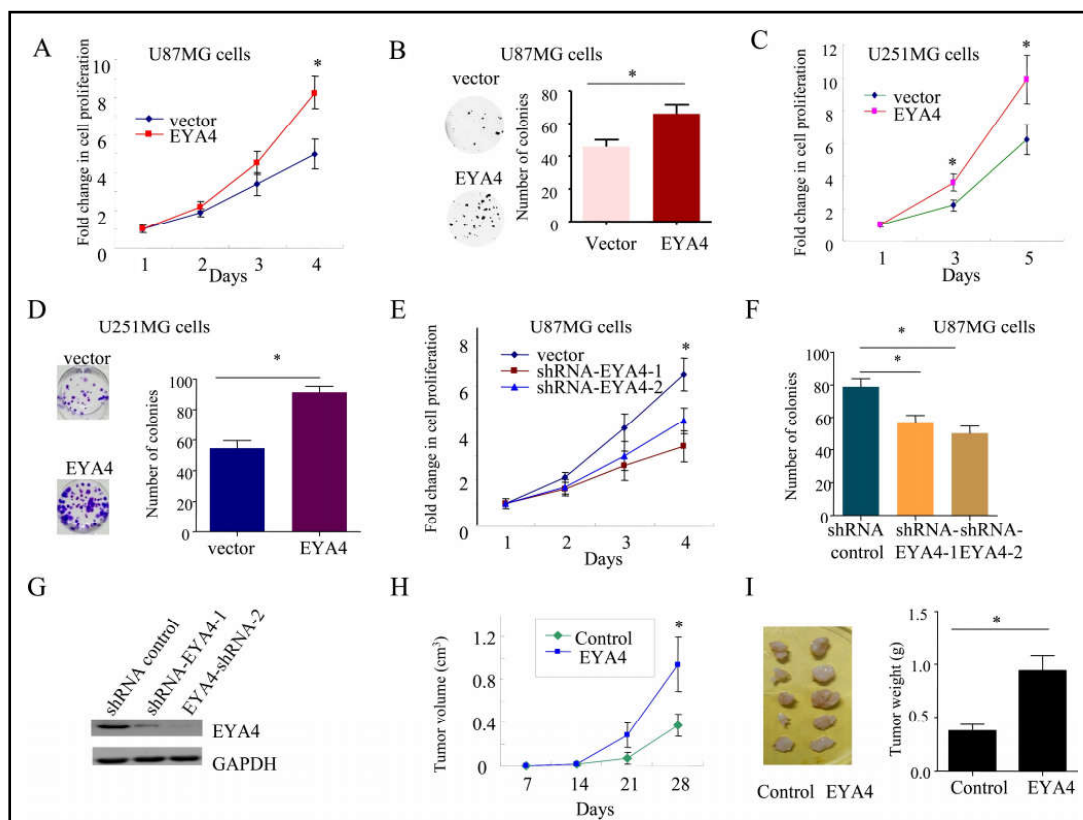 A
U87MG cells
Fold change in cell proliferation
10
8
6
4
2
0
vector
EYA4
*
1 2 3 4
Days
B
U87MG cells
vector
EYA4
Number of colonies
80
60
40
20
0
*
Vector EYA4
C
U251MG cells
Fold change in cell proliferation
12
10
8
6
4
2
0
vector
EYA4
*
*
1 3 5
Days
D
U251MG cells
vector
EYA4
Number of colonies
100
80
60
40
20
0
*
vector EYA4
E
U87MG cells
Fold change in cell proliferation
8
6
4
2
0
vector
shRNA-EYA4-1
shRNA-EYA4-2
*
1 2 3 4
Days
F
U87MG cells
Number of colonies
100
80
60
40
20
0
*
*
shRNA shRNA-shRNA-
control EYA4-1EYA4-2
G
shRNA control
shRNA-EYA4-1
EYA4-shRNA-2
EYA4
GAPDH
H
Tumor volume (cm³)
1.2
0.8
0.4
0
Control
EYA4
*
7 14 21 28
Days
I
Control EYA4
Tumor weight (g)
1.5
1.0
0.5
0.0
*
Control EYA4